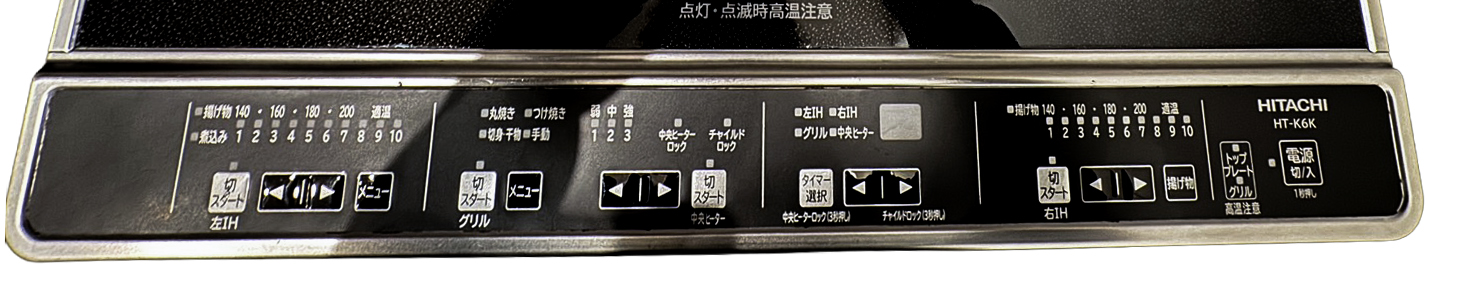 点灯・点滅時高温注意
揚げ物 140 ・ 160 ・ 180 ・ 200 適温
煮込み 1 2 3 4 5 6 7 8 9 10
切
スタート
メニュー
左IH
丸焼き つけ焼き
切身・干物 手動
切
スタート
メニュー
グリル
弱 中 強
1 2 3
中央ヒーター
ロック
チャイルド
ロック
切
スタート
中央ヒーター
左IH 右IH
グリル 中央ヒーター
タイマー
選択
中央ヒーターロック(3秒押し) チャイルドロック(3秒押し)
揚げ物 140 ・ 160 ・ 180 ・ 200 適温
1 2 3 4 5 6 7 8 9 10
切
スタート
揚げ物
右IH
HITACHI
HT-K6K
トップ
プレート
グリル
高温注意
電源
切/入
1秒押し